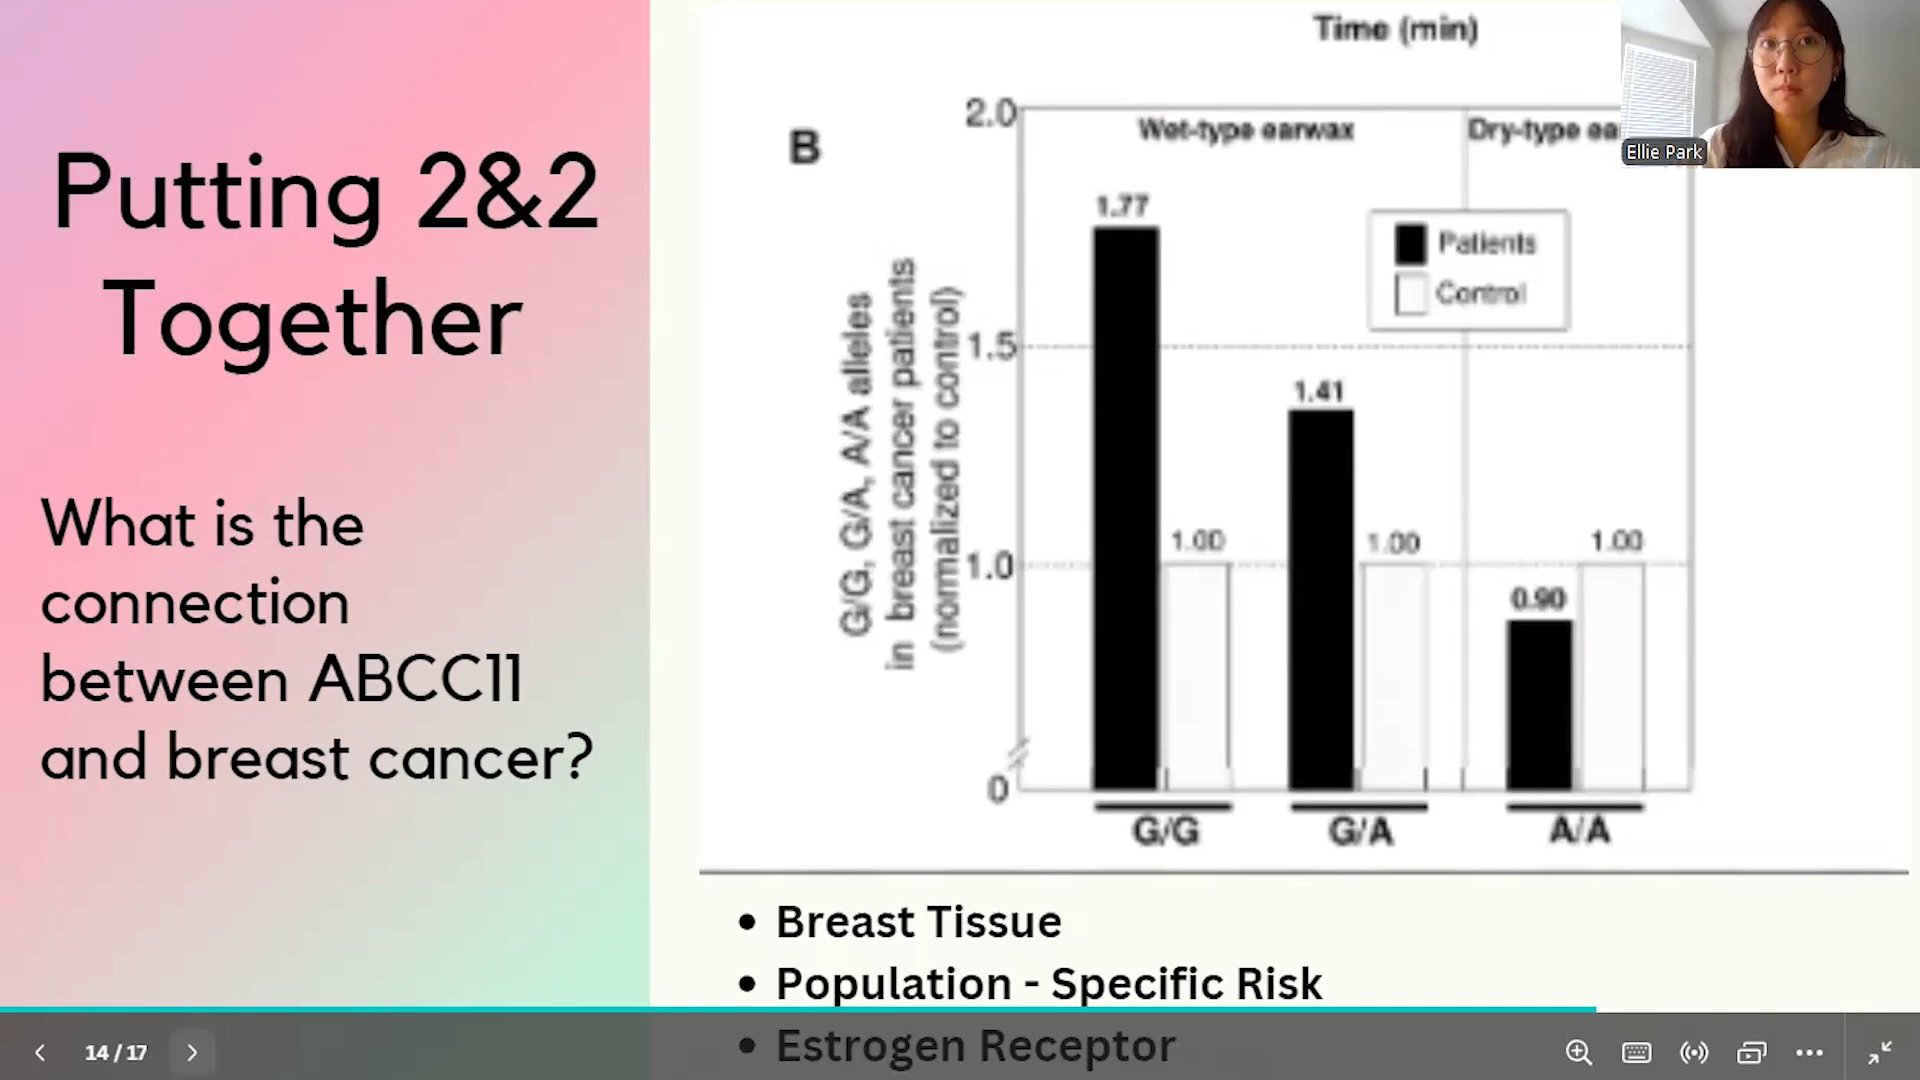 Putting 2&2
Together
What is the
connection
between ABCC11
and breast cancer?
Time (min)
B
Wet-type earwax
Dry-type ea
Ellie Park
Patients
Control
G/G, G/A, A/A alleles
in breast cancer patients
(normalized to control)
2.0
1.5
1.0
0
1.77
1.00
1.41
1.00
0.90
1.00
G/G
G/A
A/A
• Breast Tissue
• Population - Specific Risk
• Estrogen Receptor
14 / 17